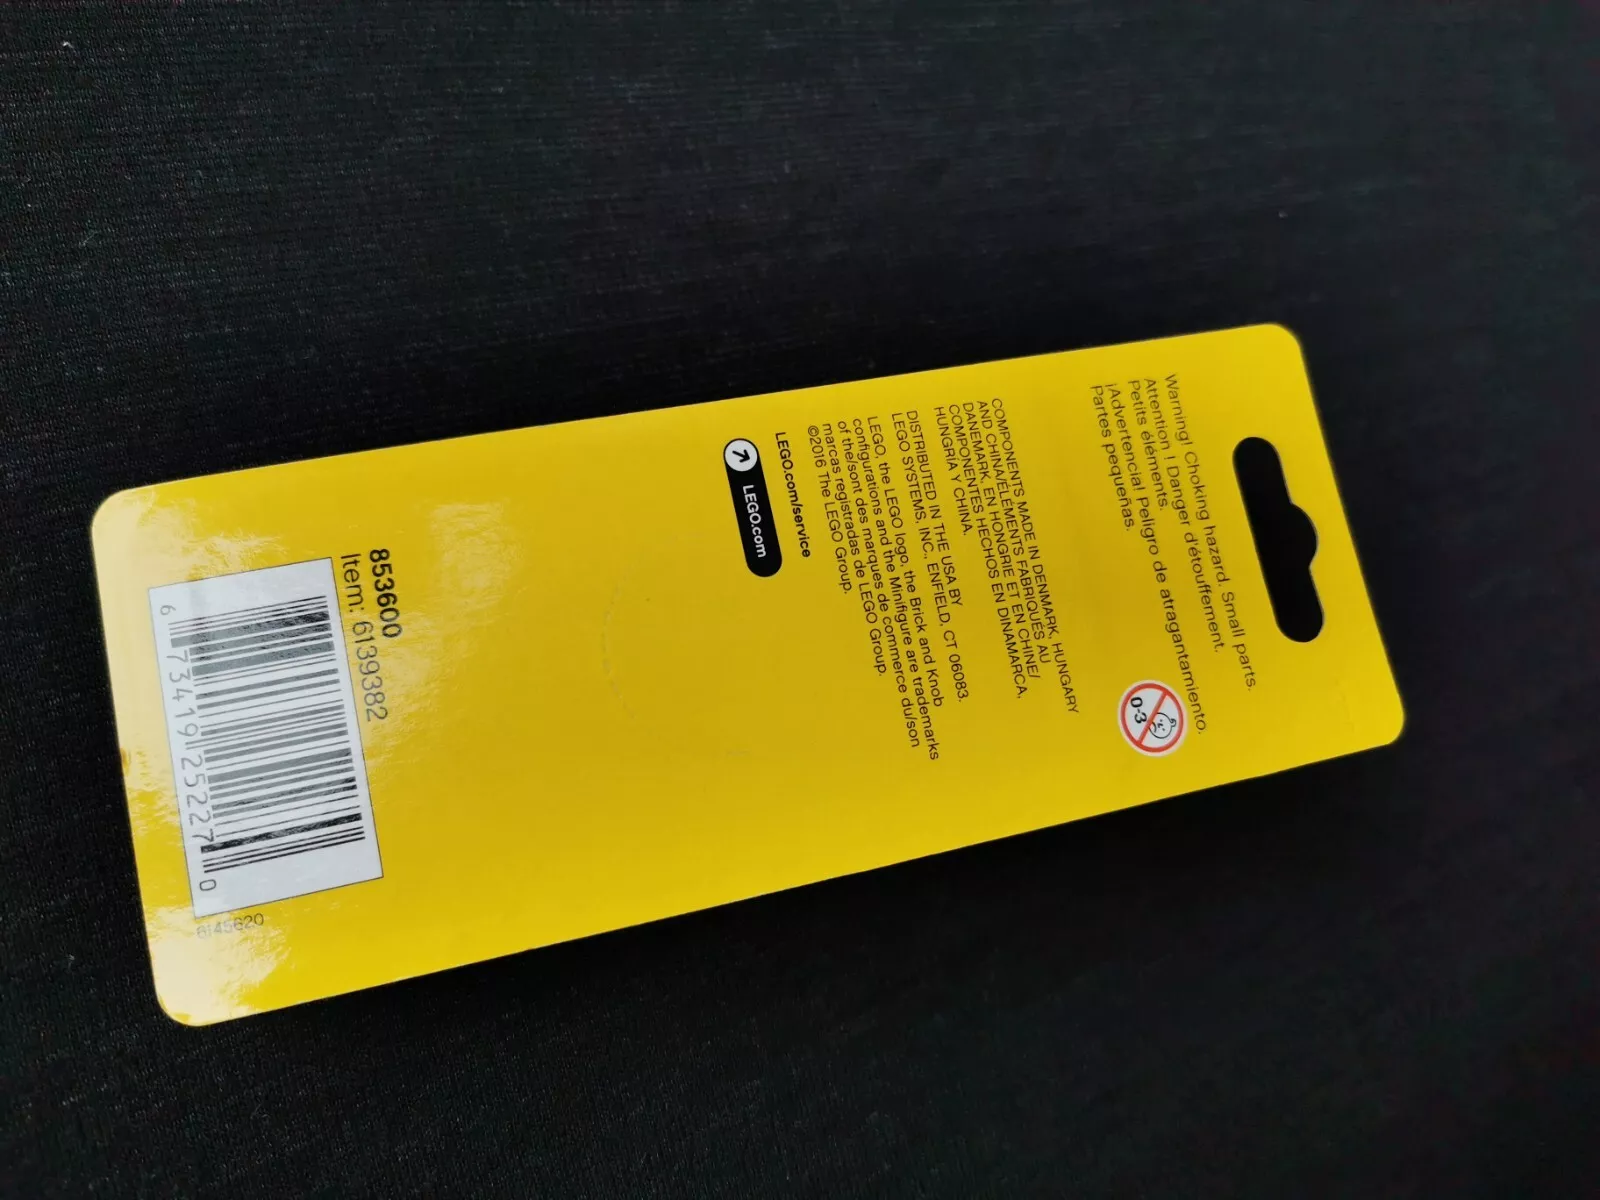 Warning! Choking hazard. Small parts.
Attention ! Danger d'étouffement.
Petits éléments.
¡Advertencia! Peligro de atragantamiento.
Partes pequeñas.
0-3
COMPONENTS MADE IN DENMARK, HUNGARY
AND CHINA/ÉLÉMENTS FABRIQUÉS AU
DANEMARK, EN HONGRIE ET EN CHINE/
COMPONENTES HECHOS EN DINAMARCA,
HUNGRÍA Y CHINA.
DISTRIBUTED IN THE USA BY
LEGO SYSTEMS, INC., ENFIELD, CT 06083.
LEGO, the LEGO logo, the Brick and Knob
configurations and the Minifigure are trademarks
of the/sont des marques de commerce du/son
marcas registradas de LEGO Group.
©2016 The LEGO Group.
LEGO.com/service
LEGO.com
853600
Item: 6139382
6 73419 25227 0
6145620